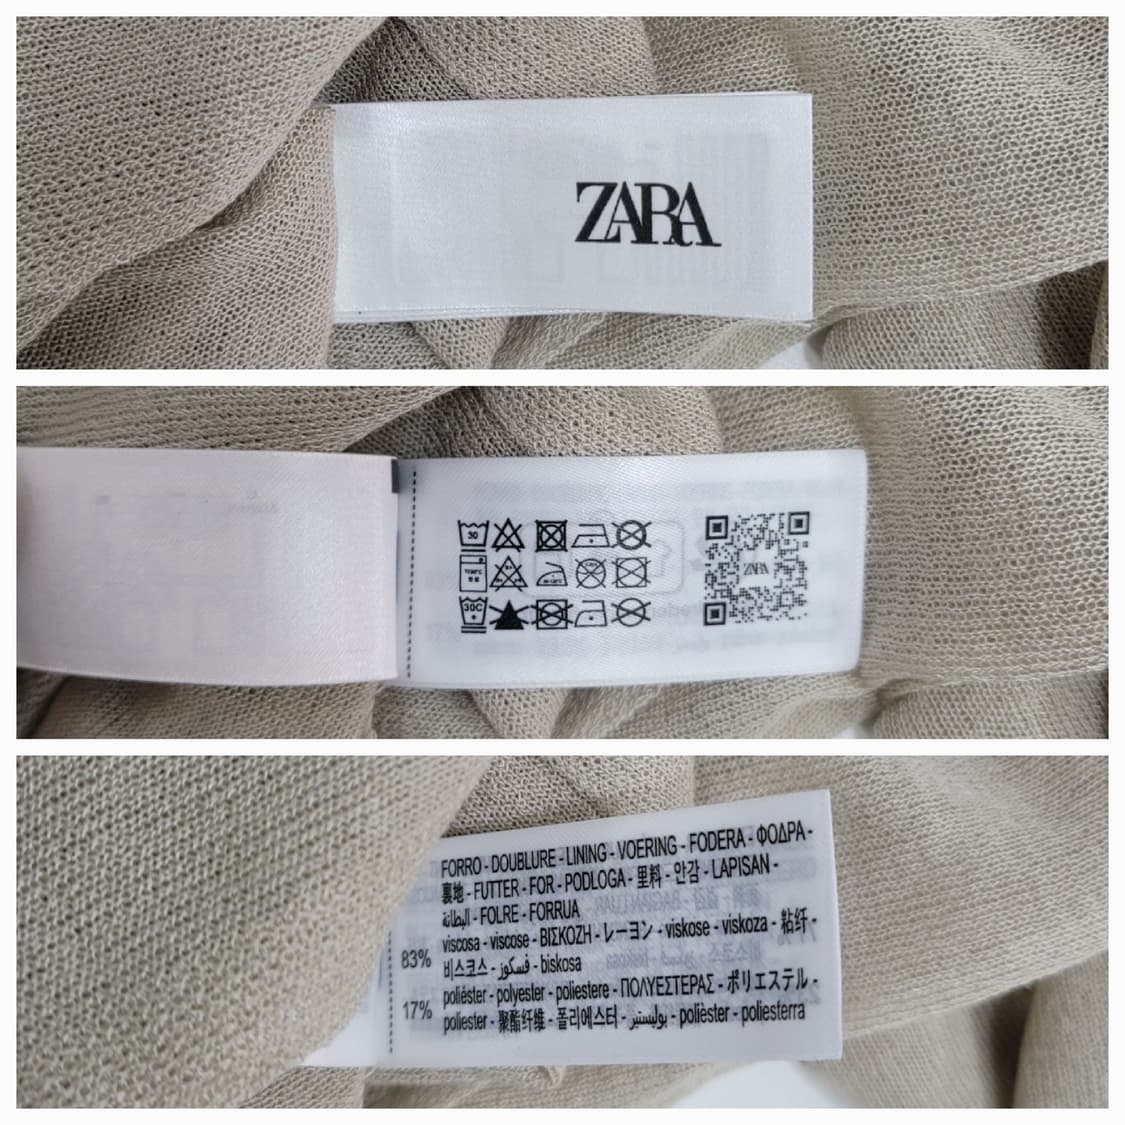 ZARA
30
30C
ZARA
FORRO - DOUBLURE - LINING - VOERING - FODERA - ΦΟΔΡΑ -
裏地 - FUTTER - FOR - PODLOGA - 里料 - 안감 - LAPISAN -
البطانة - FOLRE - FORRUA
83% viscosa - viscose - ΒΙΣΚΟΖΗ - レーヨン - viskose - viskoza - 粘纤 -
비스코스 - فسكوز - biskosa
17% poliéster - polyester - poliestere - ΠΟΛΥΕΣΤΕΡΑΣ - ポリエステル -
poliester - 聚酯纤维 - 폴리에스터 - بوليستير - polièster - poliesterra